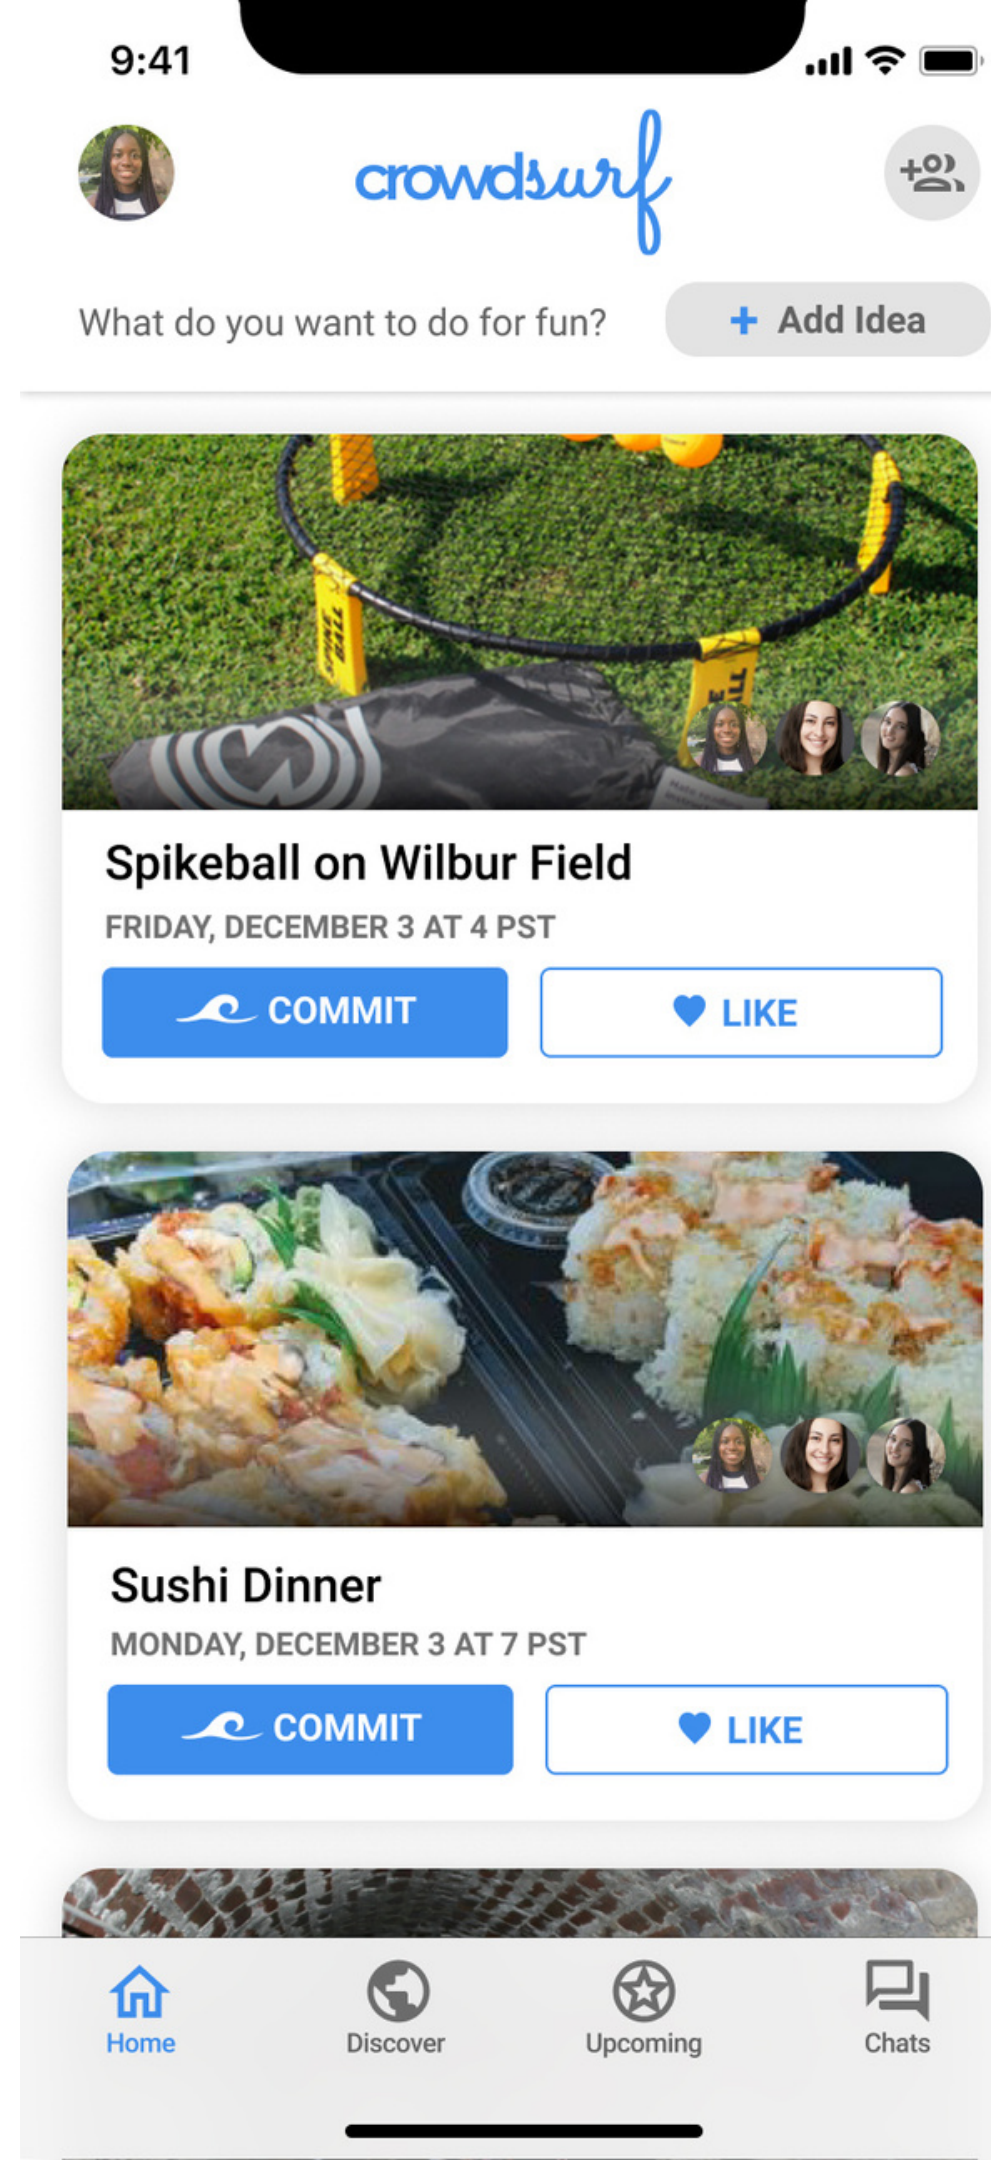 9:41
crowdsurf
What do you want to do for fun?
+ Add Idea
Spikeball on Wilbur Field
FRIDAY, DECEMBER 3 AT 4 PST
COMMIT
LIKE
Sushi Dinner
MONDAY, DECEMBER 3 AT 7 PST
COMMIT
LIKE
Home
Discover
Upcoming
Chats